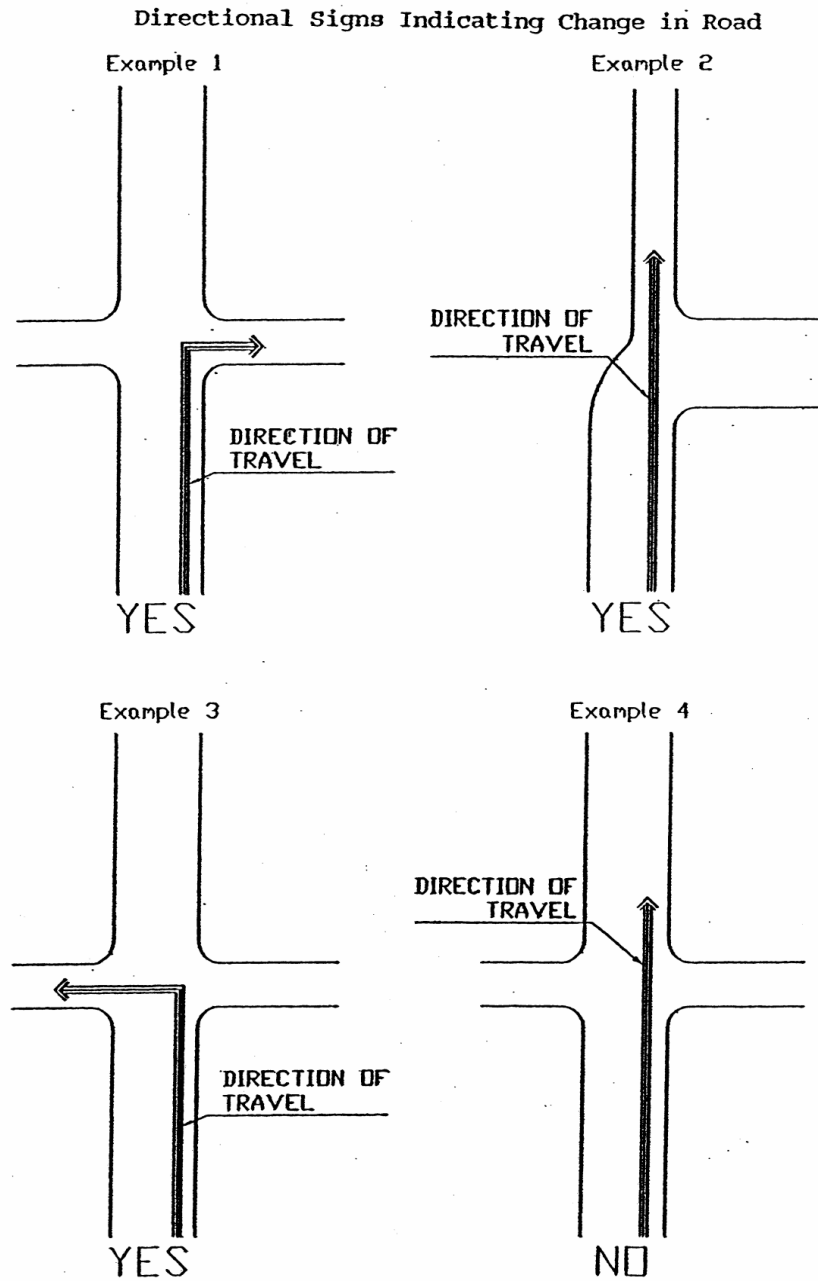 Directional Signs Indicating Change in Road
Example 1
Example 2
DIRECTION OF
TRAVEL
DIRECTION OF
TRAVEL
YES
YES
Example 3
Example 4
DIRECTION OF
TRAVEL
DIRECTION OF
TRAVEL
YES
NO